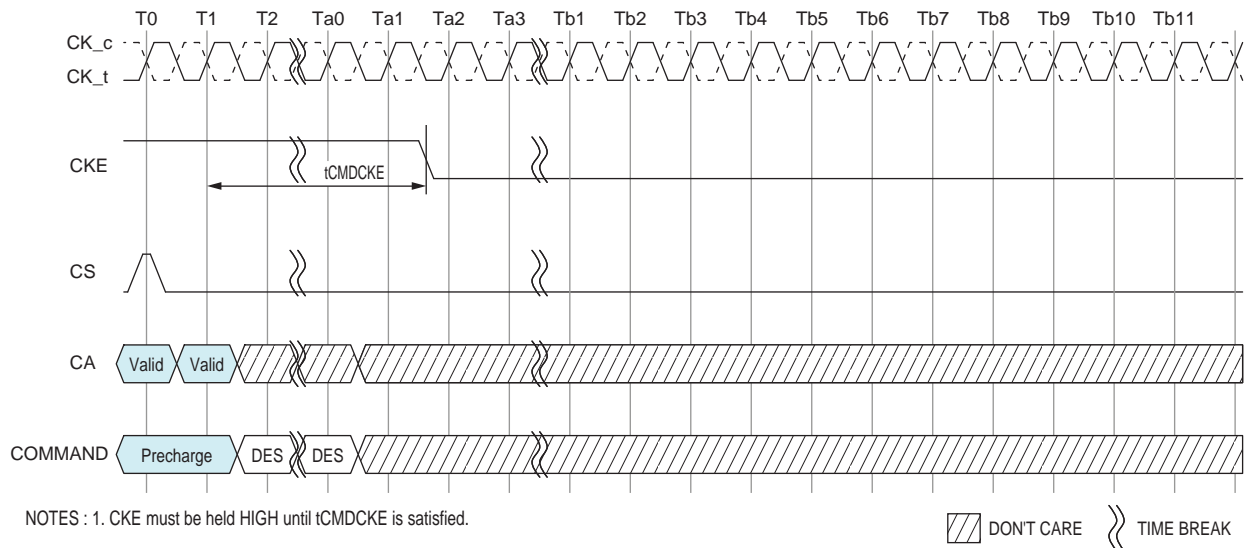 T0 T1 T2 Ta0 Ta1 Ta2 Ta3 Tb1 Tb2 Tb3 Tb4 Tb5 Tb6 Tb7 Tb8 Tb9 Tb10 Tb11
CK_c
CK_t
CKE
tCMDCKE
CS
CA Valid Valid
COMMAND Precharge DES DES
NOTES : 1. CKE must be held HIGH until tCMDCKE is satisfied.
DON'T CARE TIME BREAK